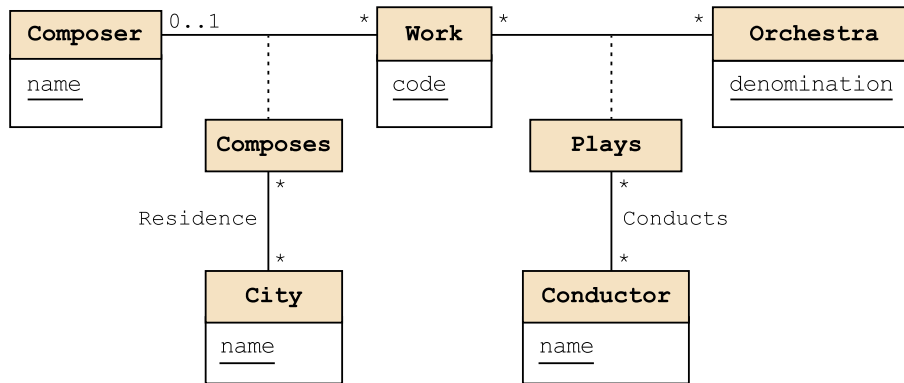 Composer 0..1 * Work * * Orchestra
name code denomination
Composes Plays
* *
Residence Conducts
* *
City Conductor
name name